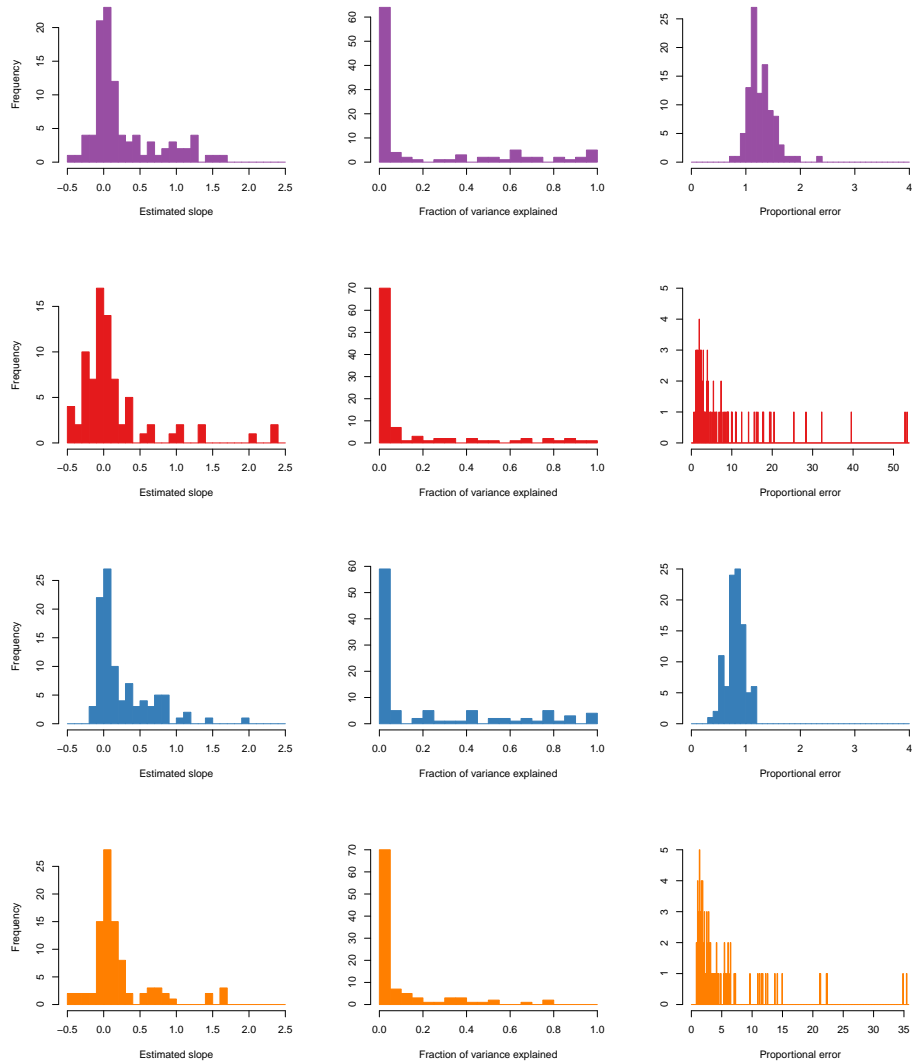 Frequency
0 5 10 15 20
−0.5 0.0 0.5 1.0 1.5 2.0 2.5
Estimated slope
0 10 20 30 40 50 60
0.0 0.2 0.4 0.6 0.8 1.0
Fraction of variance explained
0 5 10 15 20 25
0 1 2 3 4
Proportional error
Frequency
0 5 10 15
−0.5 0.0 0.5 1.0 1.5 2.0 2.5
Estimated slope
0 10 20 30 40 50 60 70
0.0 0.2 0.4 0.6 0.8 1.0
Fraction of variance explained
0 1 2 3 4 5
0 10 20 30 40 50
Proportional error
Frequency
0 5 10 15 20 25
−0.5 0.0 0.5 1.0 1.5 2.0 2.5
Estimated slope
0 10 20 30 40 50 60
0.0 0.2 0.4 0.6 0.8 1.0
Fraction of variance explained
0 5 10 15 20 25
0 1 2 3 4
Proportional error
Frequency
0 5 10 15 20 25
−0.5 0.0 0.5 1.0 1.5 2.0 2.5
Estimated slope
0 10 20 30 40 50 60 70
0.0 0.2 0.4 0.6 0.8 1.0
Fraction of variance explained
0 1 2 3 4 5
0 5 10 15 20 25 30 35
Proportional error